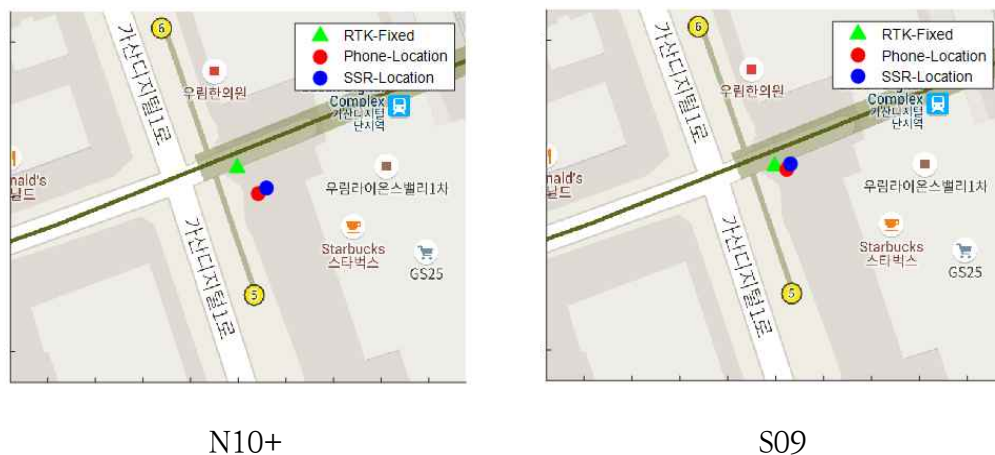 6
RTK-Fixed
Phone-Location
SSR-Location
우림한의원
Complex
가산디지털
단지역
가산디지털1로
nald's
날드
우림라이온스밸리1차
Starbucks
스타벅스
GS25
5
가산디지털1로
N10+
6
RTK-Fixed
Phone-Location
SSR-Location
우림한의원
Complex
가산디지털
단지역
가산디지털1로
nald's
날드
우림라이온스밸리1차
Starbucks
스타벅스
GS25
5
가산디지털1로
S09